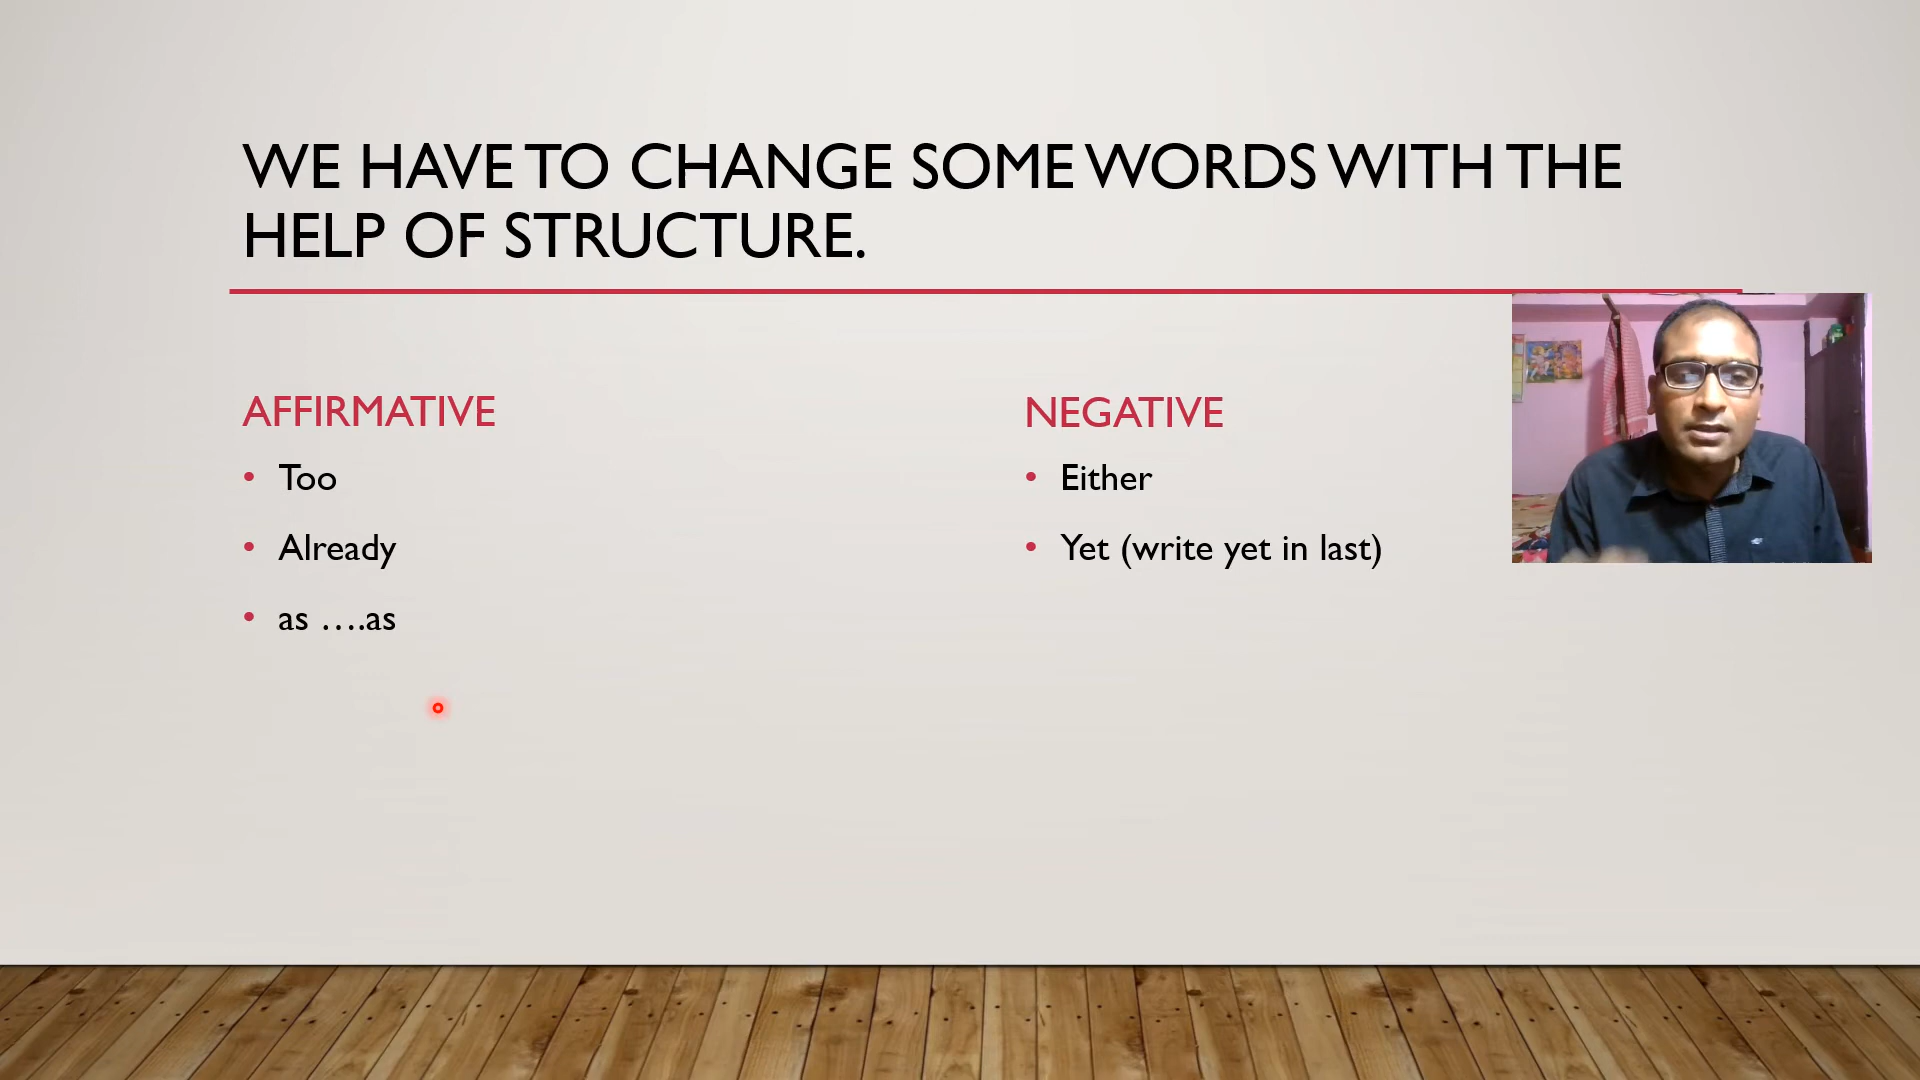 WE HAVE TO CHANGE SOME WORDS WITH THE
HELP OF STRUCTURE.
AFFIRMATIVE
• Too
• Already
• as ….as
NEGATIVE
• Either
• Yet (write yet in last)